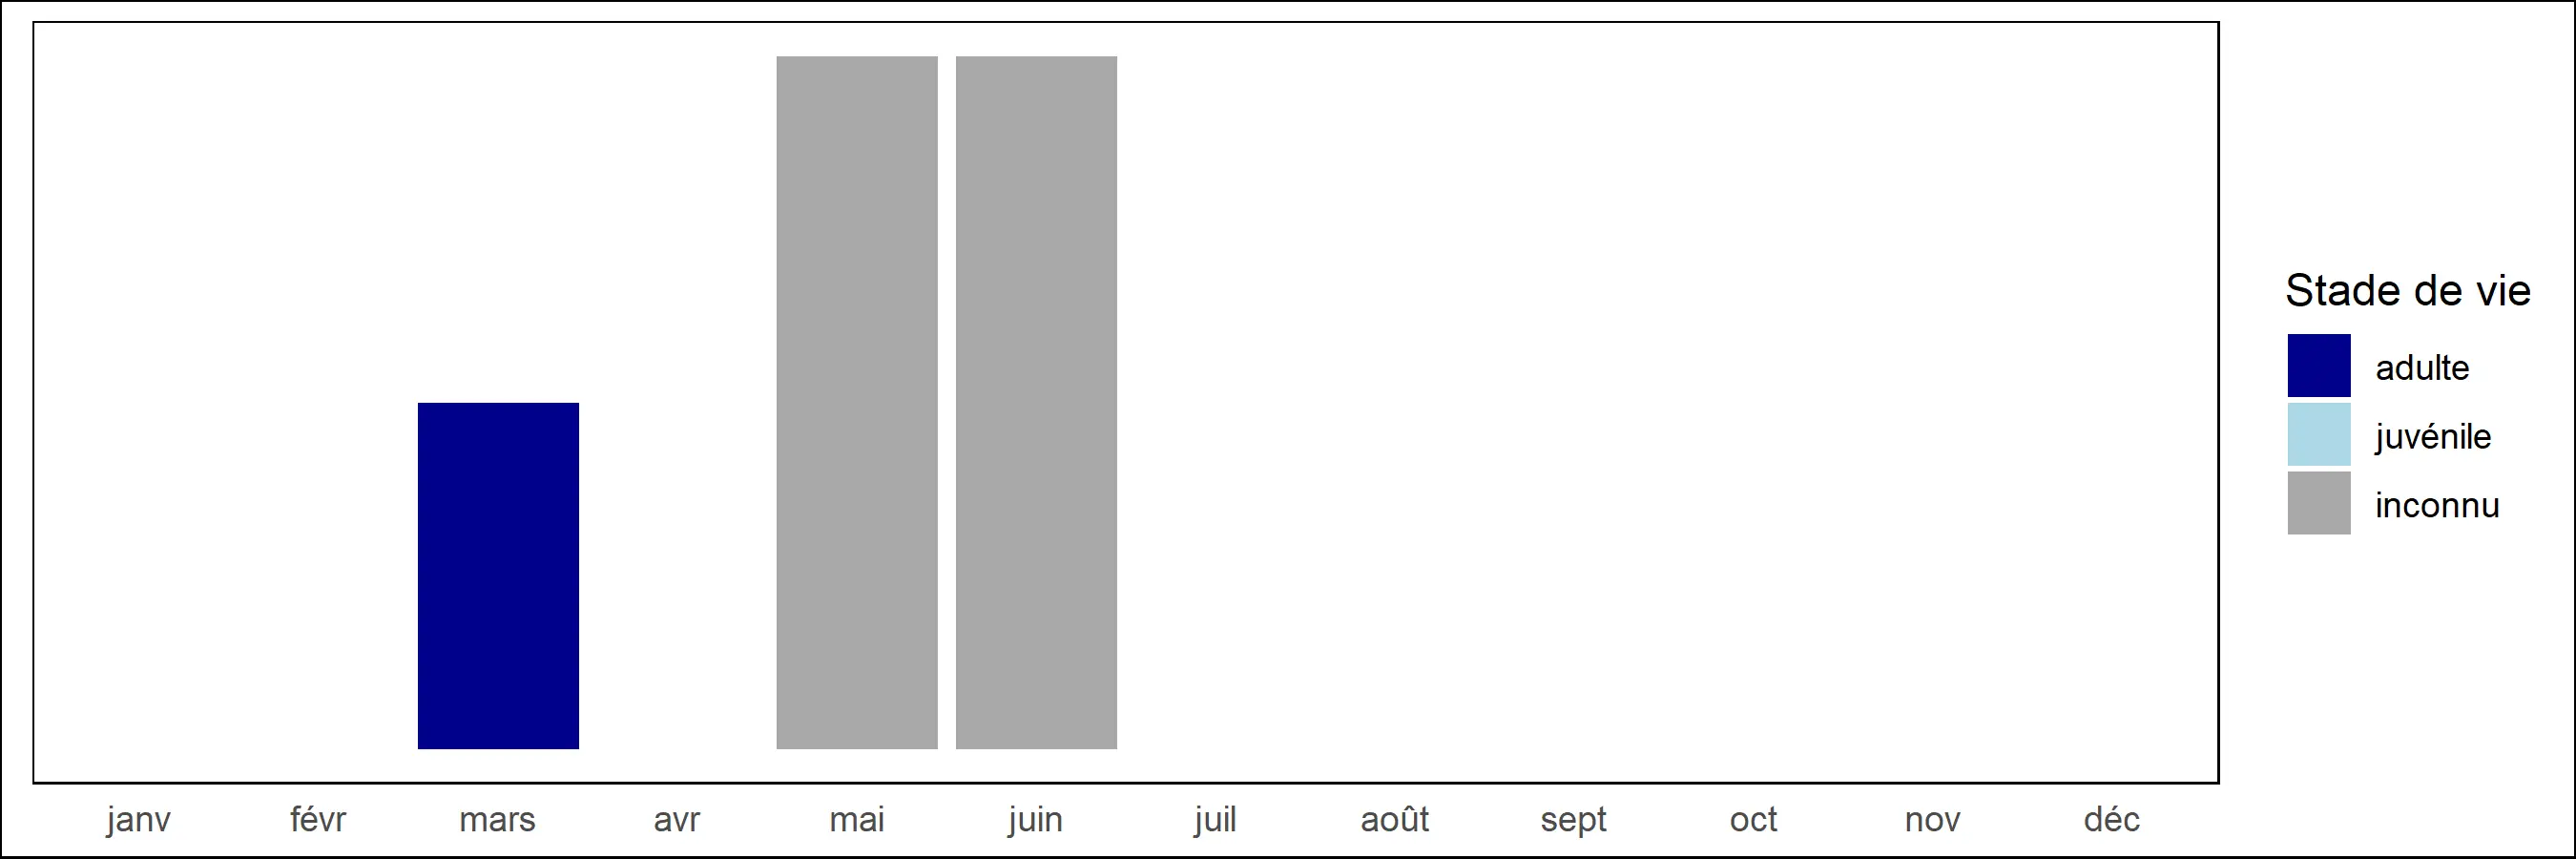 Stade de vie
adulte
juvénile
inconnu
janv févr mars avr mai juin juil août sept oct nov déc